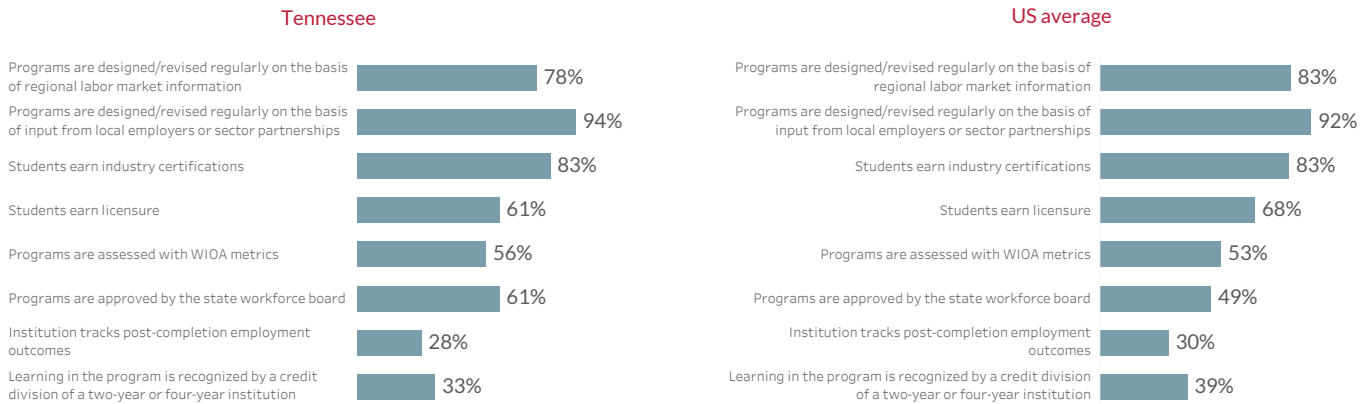 Tennessee
Programs are designed/revised regularly on the basis
of regional labor market information
78%
Programs are designed/revised regularly on the basis
of input from local employers or sector partnerships
94%
Students earn industry certifications
83%
Students earn licensure
61%
Programs are assessed with WIOA metrics
56%
Programs are approved by the state workforce board
61%
Institution tracks post-completion employment
outcomes
28%
Learning in the program is recognized by a credit
division of a two-year or four-year institution
33%
US average
Programs are designed/revised regularly on the basis of
regional labor market information
83%
Programs are designed/revised regularly on the basis of
input from local employers or sector partnerships
92%
Students earn industry certifications
83%
Students earn licensure
68%
Programs are assessed with WIOA metrics
53%
Programs are approved by the state workforce board
49%
Institution tracks post-completion employment
outcomes
30%
Learning in the program is recognized by a credit division
of a two-year or four-year institution
39%